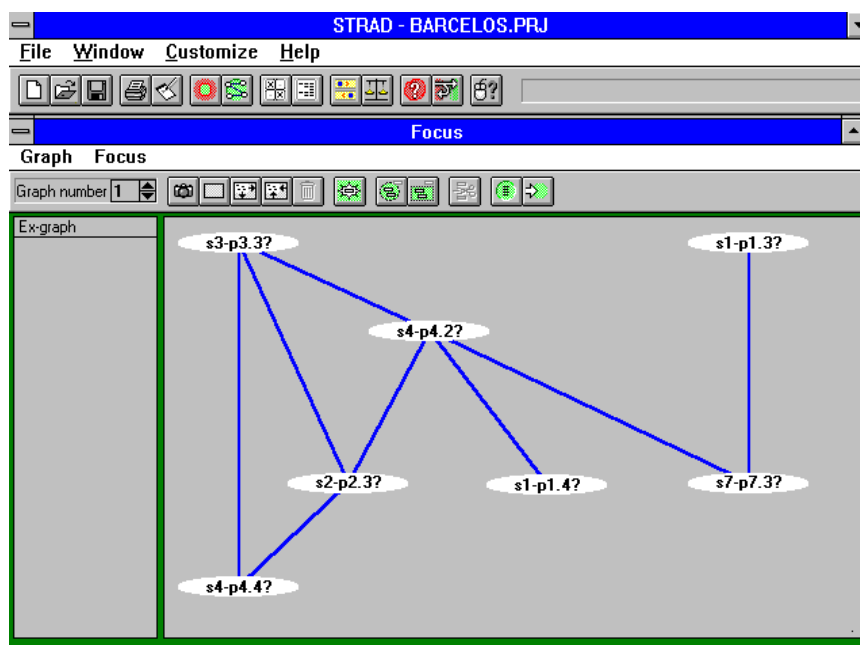 STRAD - BARCELOS.PRJ
File Window Customize Help
Focus
Graph Focus
Graph number 1
Ex-graph
s3-p3.3?
s1-p1.3?
s4-p4.2?
s2-p2.3?
s1-p1.4?
s7-p7.3?
s4-p4.4?